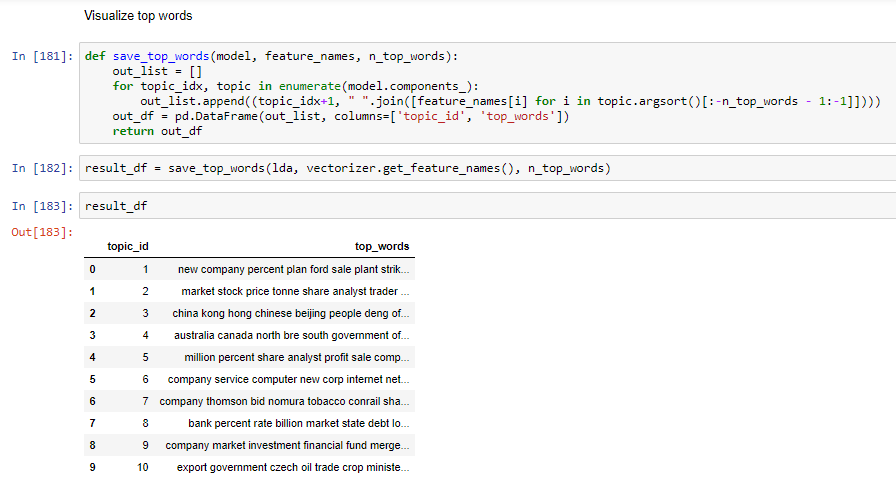 Visualize top words
In [181]: def save_top_words(model, feature_names, n_top_words):
out_list = []
for topic_idx, topic in enumerate(model.components_):
out_list.append((topic_idx+1, " ".join([feature_names[i] for i in topic.argsort()[:-n_top_words - 1:-1]])))
out_df = pd.DataFrame(out_list, columns=['topic_id', 'top_words'])
return out_df
In [182]: result_df = save_top_words(lda, vectorizer.get_feature_names(), n_top_words)
In [183]: result_df
Out[183]:
topic_id top_words
0 1 new company percent plan ford sale plant strik...
1 2 market stock price tonne share analyst trader ...
2 3 china kong hong chinese beijing people deng of...
3 4 australia canada north bre south government of...
4 5 million percent share analyst profit sale comp...
5 6 company service computer new corp internet net...
6 7 company thomson bid nomura tobacco conrail sha...
7 8 bank percent rate billion market state debt lo...
8 9 company market investment financial fund merge...
9 10 export government czech oil trade crop ministe...